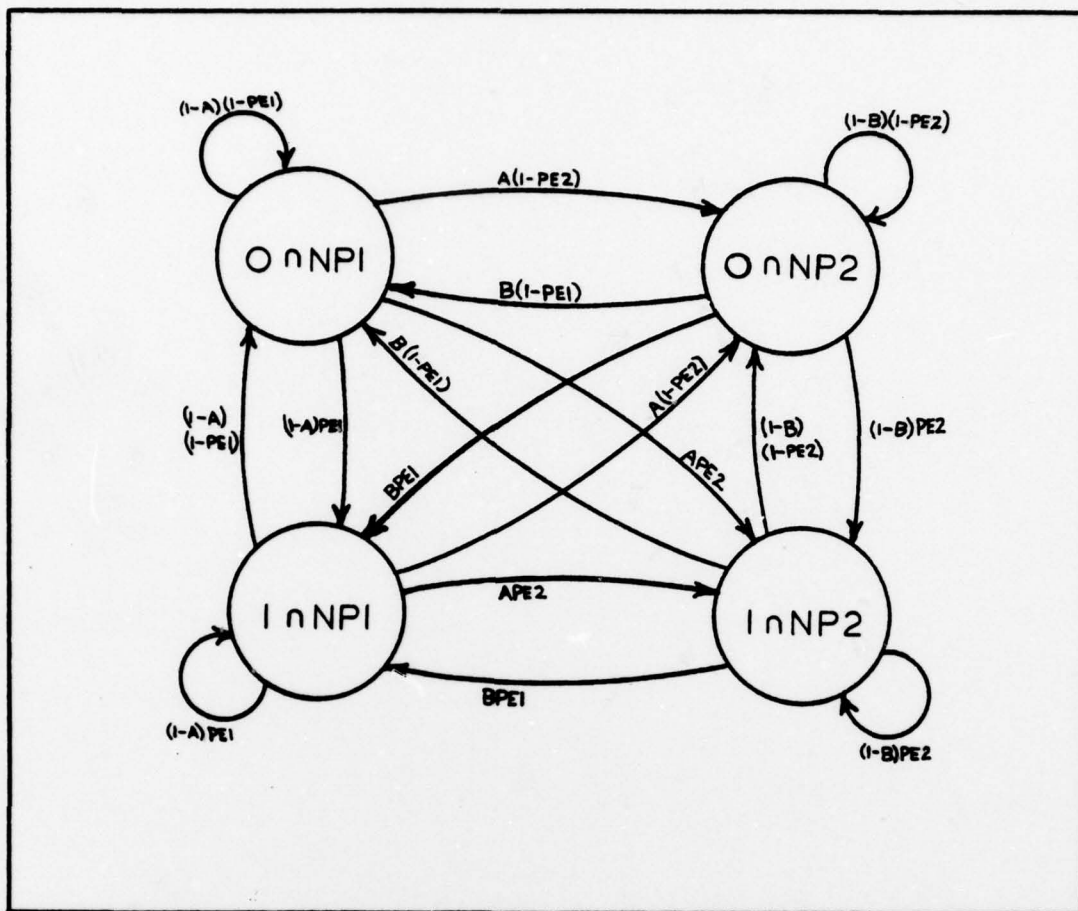 (1-A)(1-PE1)
(1-B)(1-PE2)
A(1-PE2)
O∩NP1
O∩NP2
B(1-PE1)
B(1-PE1)
A(1-PE2)
(1-A)
(1-PE1)
(1-A)PE1
(1-B)
(1-PE2)
(1-B)PE2
BPE1
APE2
1∩NP1
APE2
1∩NP2
BPE1
(1-A)PE1
(1-B)PE2